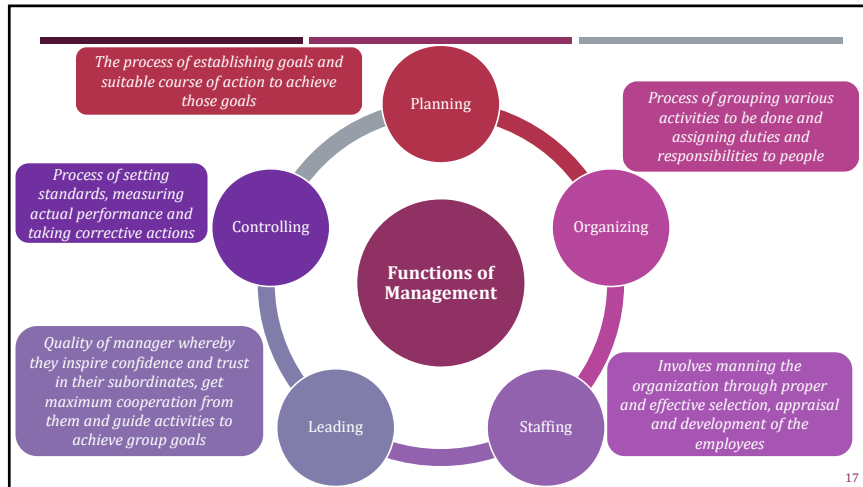 The process of establishing goals and
suitable course of action to achieve
those goals
Planning
Process of grouping various
activities to be done and
assigning duties and
responsibilities to people
Organizing
Involves manning the
organization through proper
and effective selection, appraisal
and development of the
employees
Staffing
Quality of manager whereby
they inspire confidence and trust
in their subordinates, get
maximum cooperation from
them and guide activities to
achieve group goals
Leading
Process of setting
standards, measuring
actual performance and
taking corrective actions
Controlling
Functions of
Management
17